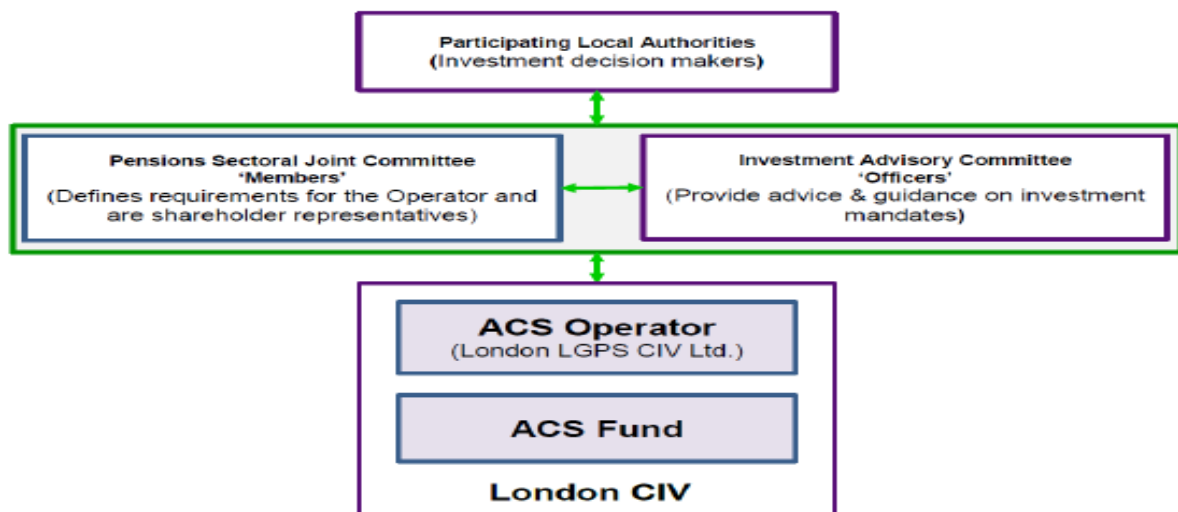 Participating Local Authorities
(Investment decision makers)
Pensions Sectoral Joint Committee
'Members'
(Defines requirements for the Operator and
are shareholder representatives)
Investment Advisory Committee
'Officers'
(Provide advice & guidance on investment
mandates)
ACS Operator
(London LGPS CIV Ltd.)
ACS Fund
London CIV